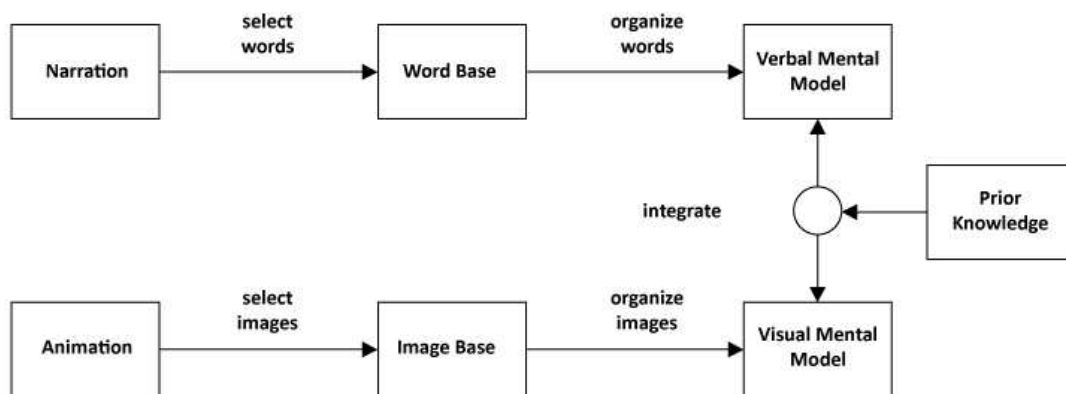 select
words
organize
words
Narration
Word Base
Verbal Mental
Model
integrate
Prior
Knowledge
select
images
organize
images
Animation
Image Base
Visual Mental
Model